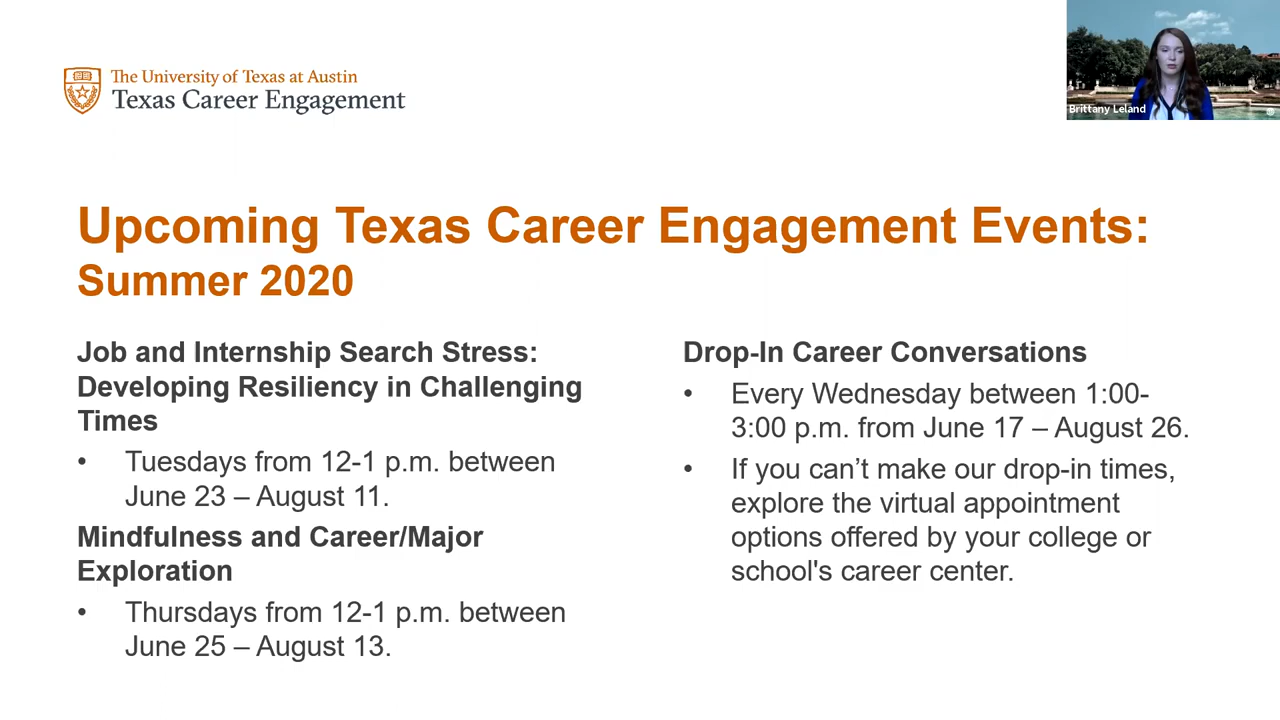 The University of Texas at Austin
Texas Career Engagement
Brittany Leland
Upcoming Texas Career Engagement Events:
Summer 2020
Job and Internship Search Stress:
Developing Resiliency in Challenging
Times
• Tuesdays from 12-1 p.m. between
June 23 – August 11.
Mindfulness and Career/Major
Exploration
• Thursdays from 12-1 p.m. between
June 25 – August 13.
Drop-In Career Conversations
• Every Wednesday between 1:00-
3:00 p.m. from June 17 – August 26.
• If you can’t make our drop-in times,
explore the virtual appointment
options offered by your college or
school's career center.